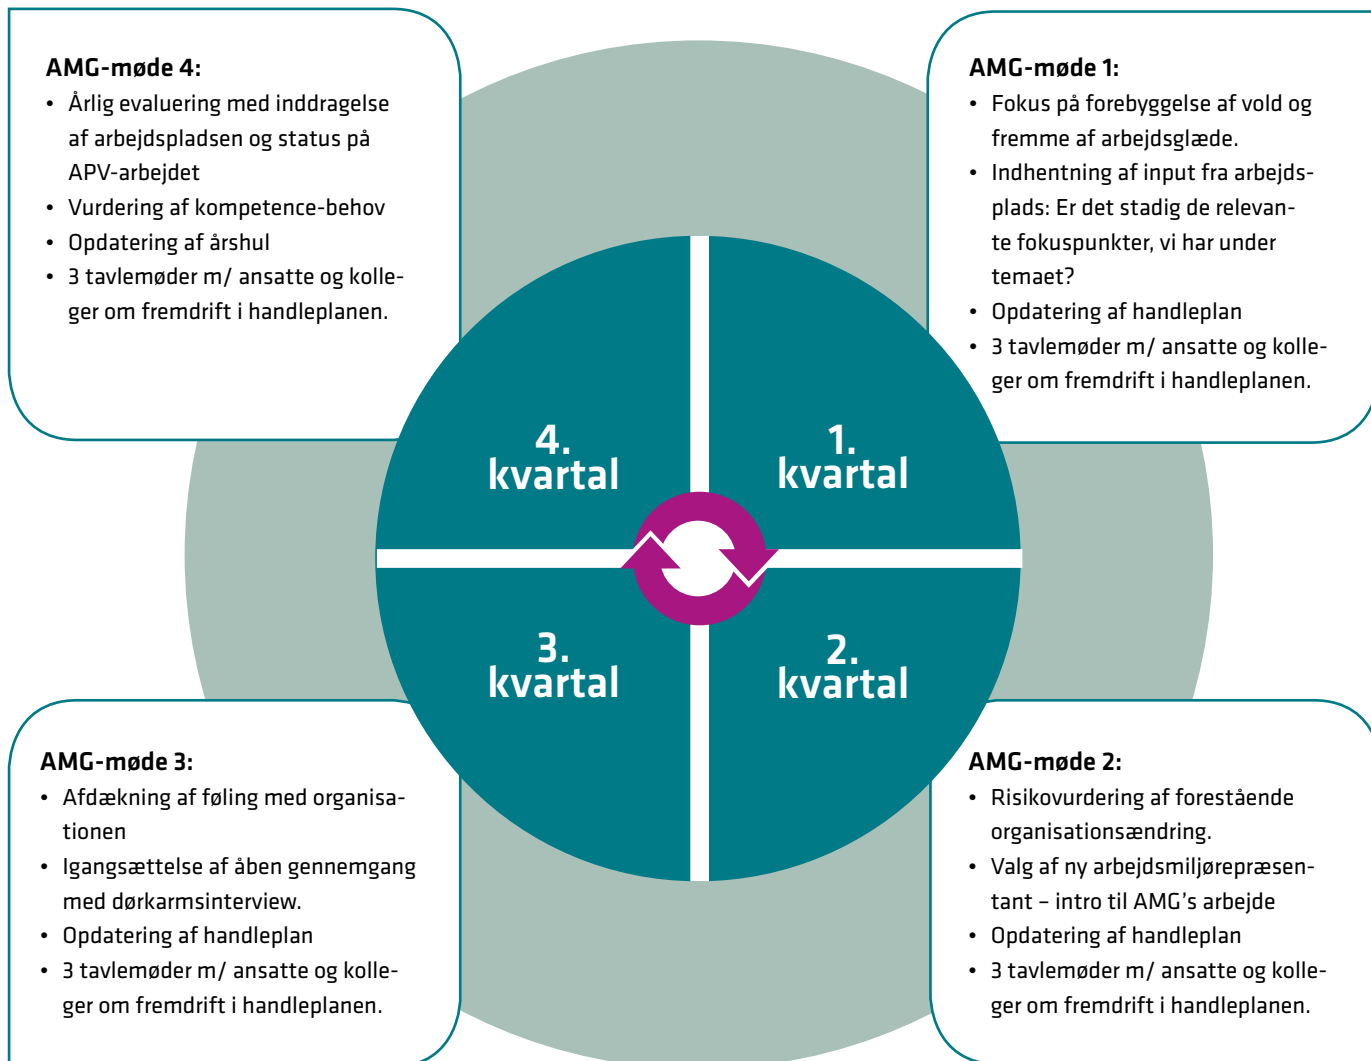 AMG-møde 4:
• Årlig evaluering med inddragelse
af arbejdspladsen og status på
APV-arbejdet
• Vurdering af kompetence-behov
• Opdatering af årshul
• 3 tavlemøder m/ ansatte og kolle-
ger om fremdrift i handleplanen.
AMG-møde 1:
• Fokus på forebyggelse af vold og
fremme af arbejdsglæde.
• Indhentning af input fra arbejds-
plads: Er det stadig de relevan-
te fokuspunkter, vi har under
temaet?
• Opdatering af handleplan
• 3 tavlemøder m/ ansatte og kolle-
ger om fremdrift i handleplanen.
4.
kvartal
1.
kvartal
3.
kvartal
2.
kvartal
AMG-møde 3:
• Afdækning af føling med organisa-
tionen
• Igangsættelse af åben gennemgang
med dørkarmsinterview.
• Opdatering af handleplan
• 3 tavlemøder m/ ansatte og kolle-
ger om fremdrift i handleplanen.
AMG-møde 2:
• Risikovurdering af forestående
organisationsændring.
• Valg af ny arbejdsmiljørepræsen-
tant – intro til AMG’s arbejde
• Opdatering af handleplan
• 3 tavlemøder m/ ansatte og kolle-
ger om fremdrift i handleplanen.